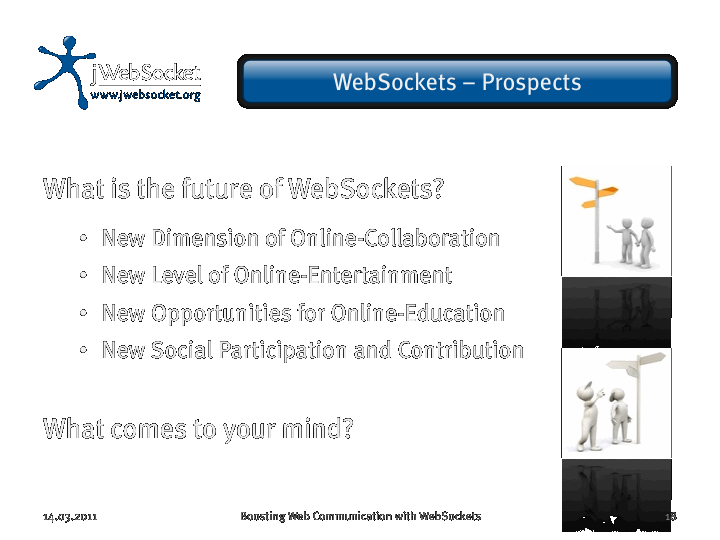 jWebSocket
www.jwebsocket.org
WebSockets – Prospects
What is the future of WebSockets?
• New Dimension of Online-Collaboration
• New Level of Online-Entertainment
• New Opportunities for Online-Education
• New Social Participation and Contribution
What comes to your mind?
14.03.2011
Boosting Web Communication with WebSockets